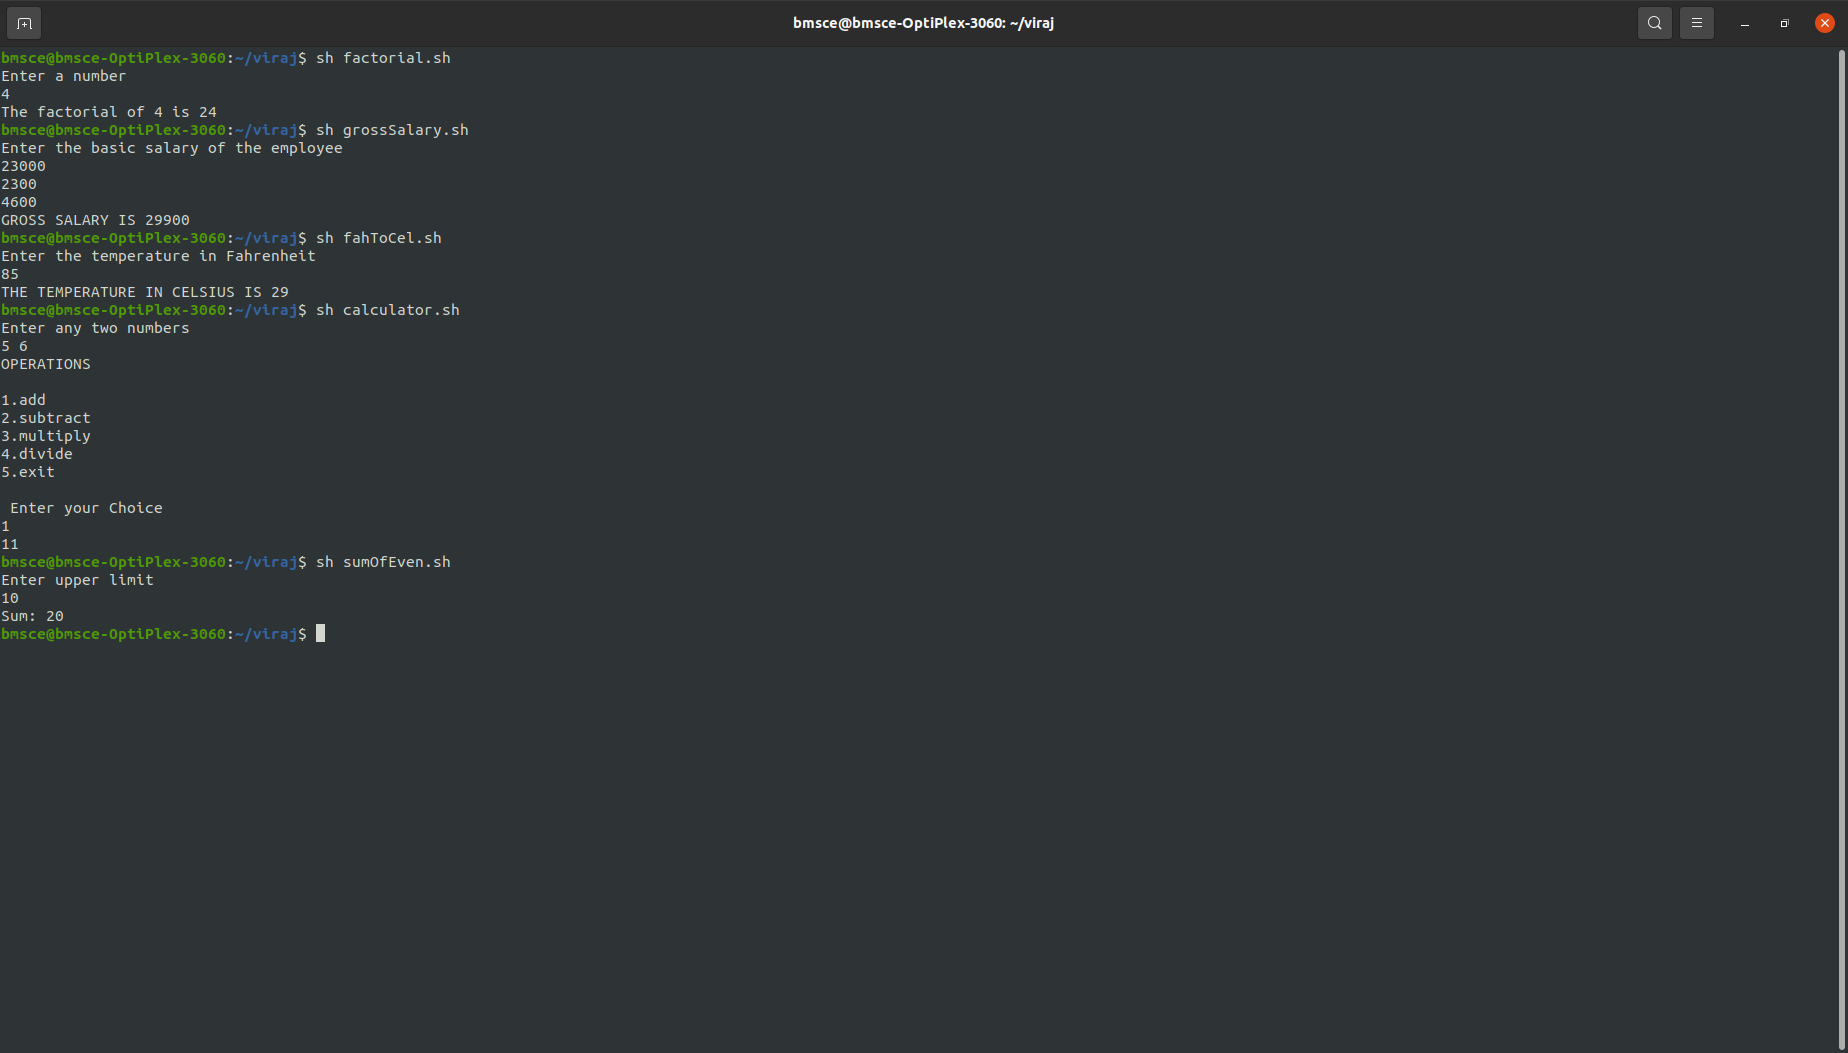 bmsce@bmsce-OptiPlex-3060: ~/viraj
bmsce@bmsce-OptiPlex-3060:~/viraj$ sh factorial.sh
Enter a number
4
The factorial of 4 is 24
bmsce@bmsce-OptiPlex-3060:~/viraj$ sh grossSalary.sh
Enter the basic salary of the employee
23000
2300
4600
GROSS SALARY IS 29900
bmsce@bmsce-OptiPlex-3060:~/viraj$ sh fahToCel.sh
Enter the temperature in Fahrenheit
85
THE TEMPERATURE IN CELSIUS IS 29
bmsce@bmsce-OptiPlex-3060:~/viraj$ sh calculator.sh
Enter any two numbers
5 6
OPERATIONS
1.add
2.subtract
3.multiply
4.divide
5.exit
Enter your Choice
1
11
bmsce@bmsce-OptiPlex-3060:~/viraj$ sh sumOfEven.sh
Enter upper limit
10
Sum: 20
bmsce@bmsce-OptiPlex-3060:~/viraj$